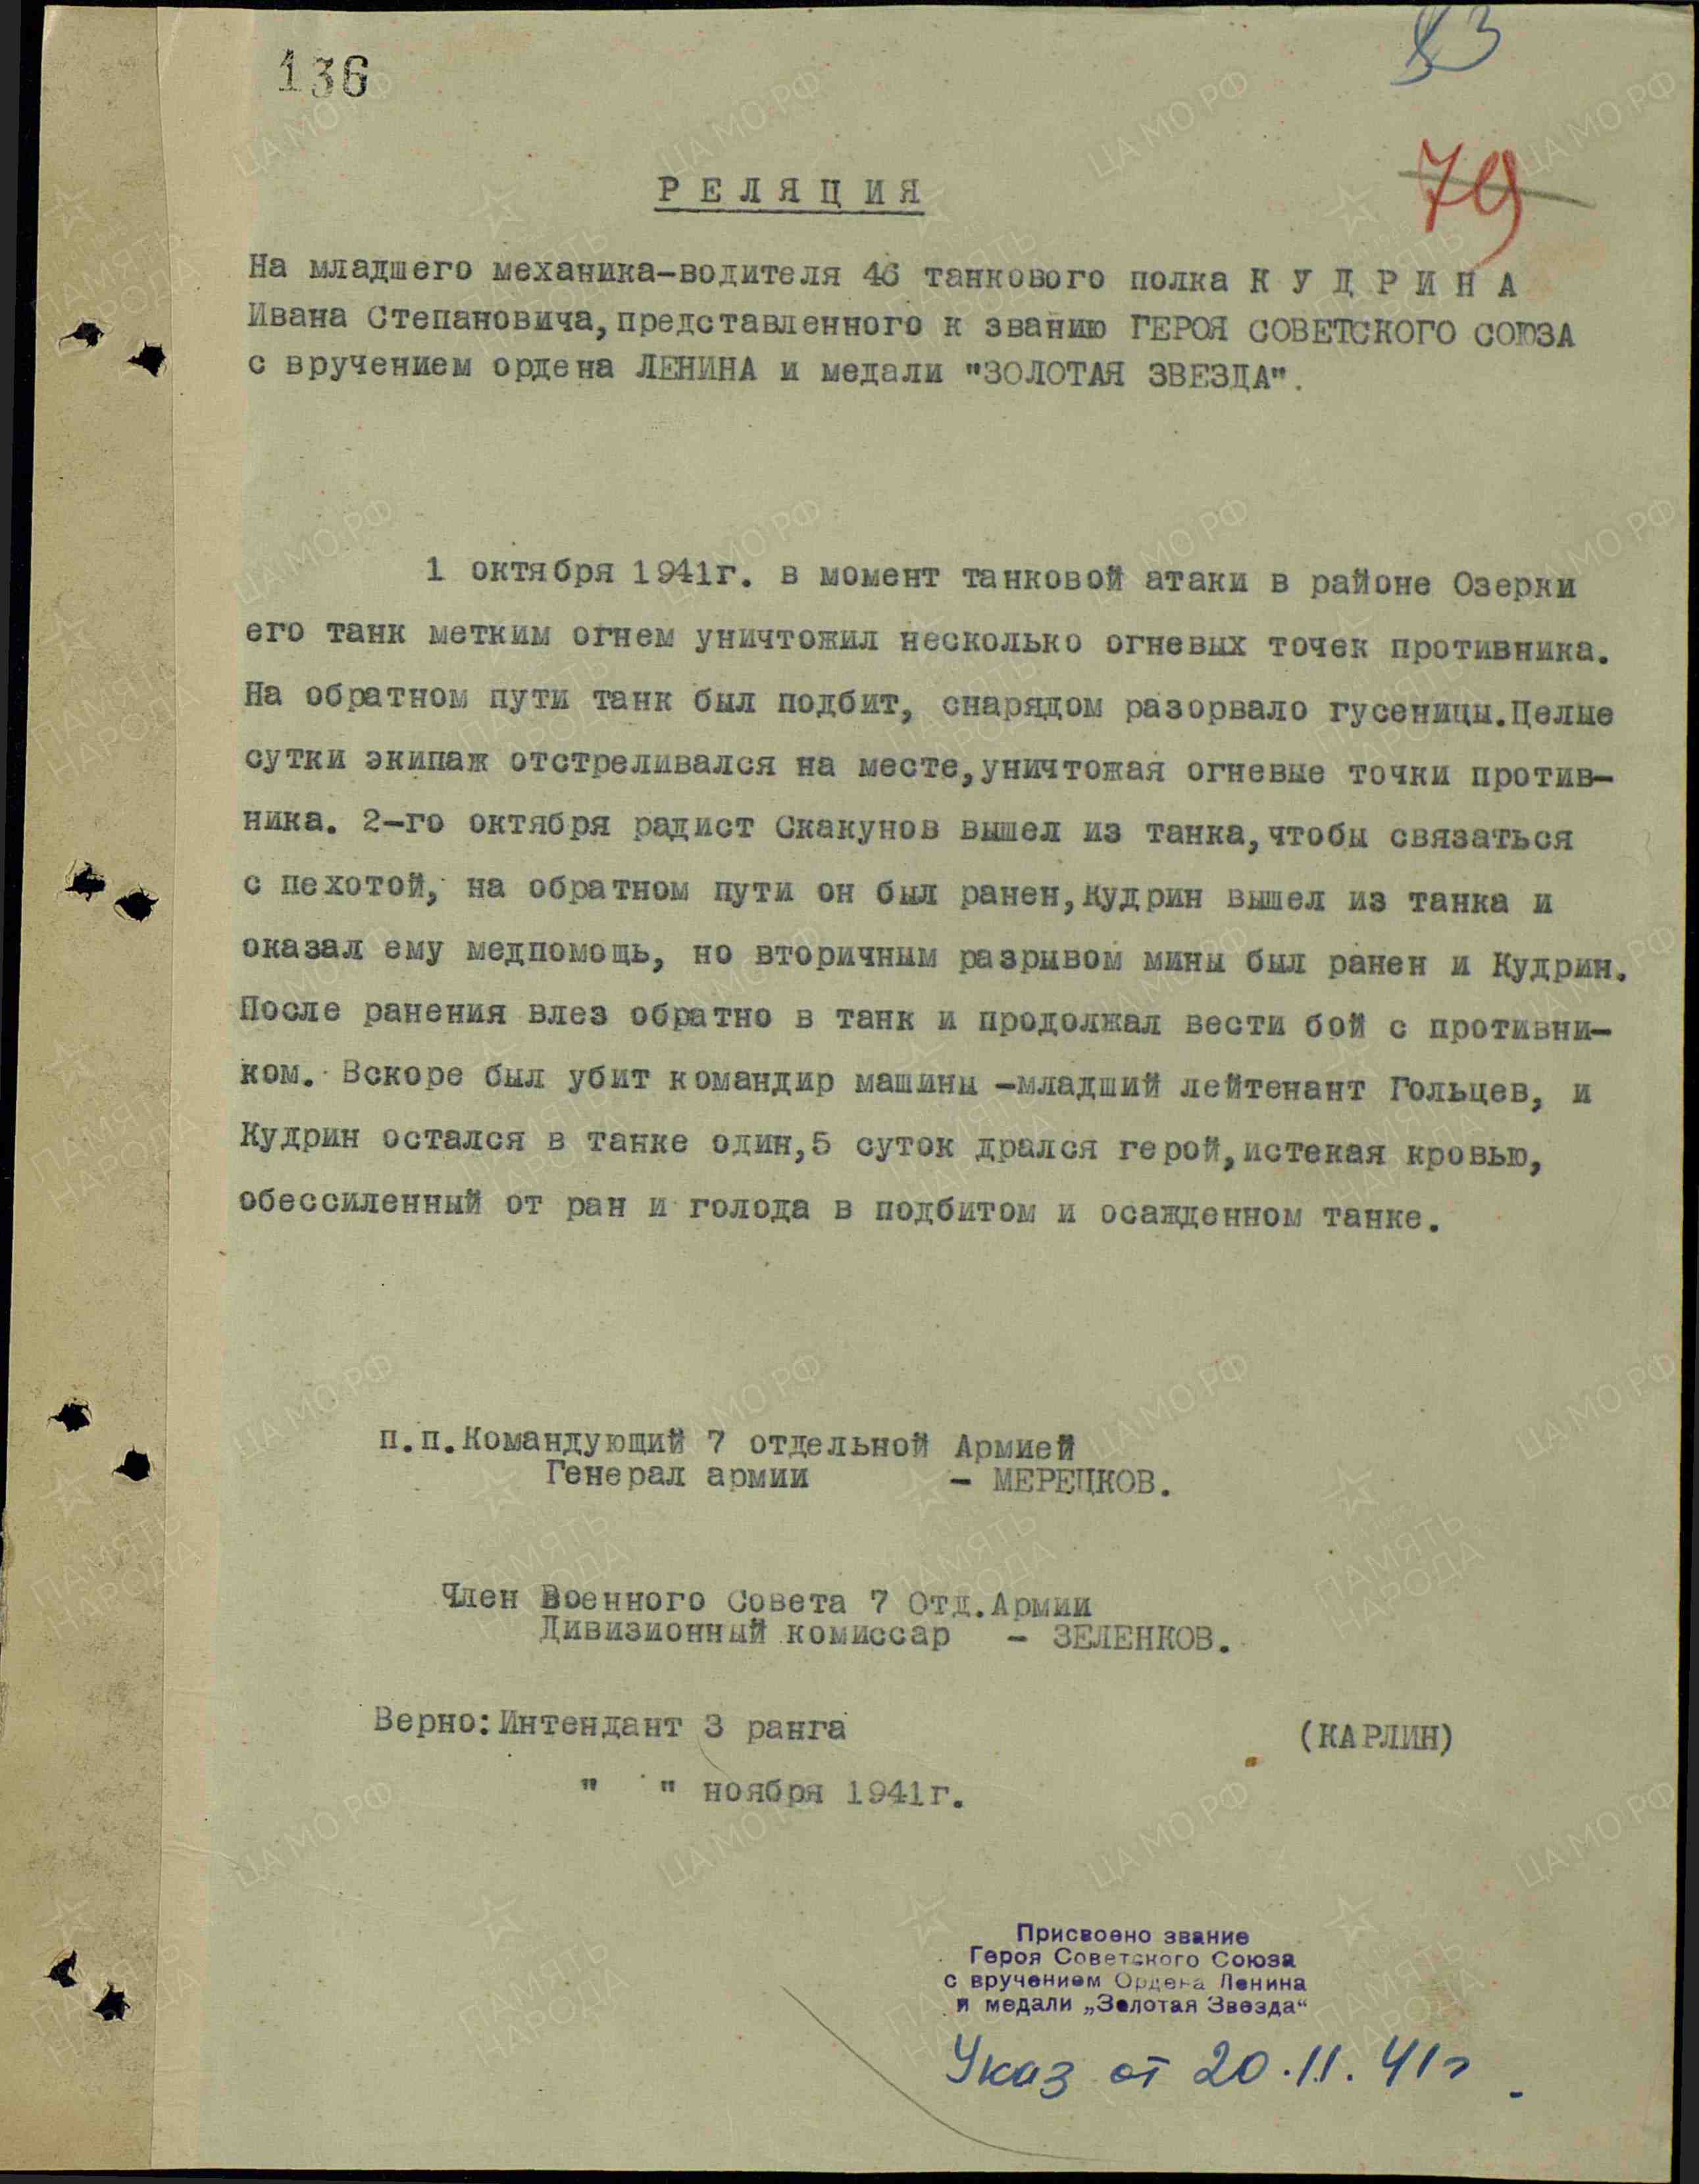 136
83
79
РЕЛЯЦИЯ
На младшего механика-водителя 46 танкового полка К У Д Р И Н А
Ивана Степановича, представленного к званию ГЕРОЯ СОВЕТСКОГО СОЮЗА
с вручением ордена ЛЕНИНА и медали "ЗОЛОТАЯ ЗВЕЗДА".
1 октября 1941г. в момент танковой атаки в районе Озерки
его танк метким огнем уничтожил несколько огневых точек противника.
На обратном пути танк был подбит, снарядом разорвало гусеницы.Целые
сутки экипаж отстреливался на месте,уничтожая огневые точки против-
ника. 2-го октября радист Скакунов вышел из танка,чтобы связаться
с пехотой, на обратном пути он был ранен,Кудрин вышел из танка и
оказал ему медпомощь, но вторичным разрывом мины был ранен и Кудрин.
После ранения влез обратно в танк и продолжал вести бой с противни-
ком. Вскоре был убит командир машины -младший лейтенант Гольцев, и
Кудрин остался в танке один,5 суток дрался герой,истекая кровью,
обессиленный от ран и голода в подбитом и осажденном танке.
п.п.Командующий 7 отдельной Армией
Генерал армии - МЕРЕЦКОВ.
Член Военного Совета 7 Отд.Армии
Дивизионный комиссар - ЗЕЛЕНКОВ.
Верно:Интендант 3 ранга (КАРЛИН)
" " ноября 1941г.
Присвоено звание
Героя Советского Союза
с вручением Ордена Ленина
и медали „Золотая Звезда“
Указ от 20.11.41г.
ЦА МО РФ
ПАМЯТЬ
НАРОДА